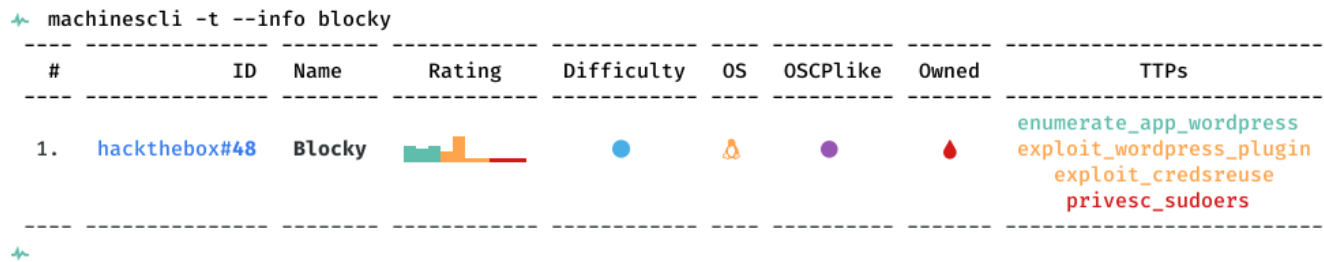 machinescli -t --info blocky
---- --------------- -------- ------------ ------------ ---- ---------- ------- --------------------------
# ID Name Rating Difficulty OS OSCPlike Owned TTPs
---- --------------- -------- ------------ ------------ ---- ---------- ------- --------------------------
enumerate_app_wordpress
1. hackthebox#48 Blocky exploit_wordpress_plugin
exploit_credsreuse
privesc_sudoers
---- --------------- -------- ------------ ------------ ---- ---------- ------- --------------------------